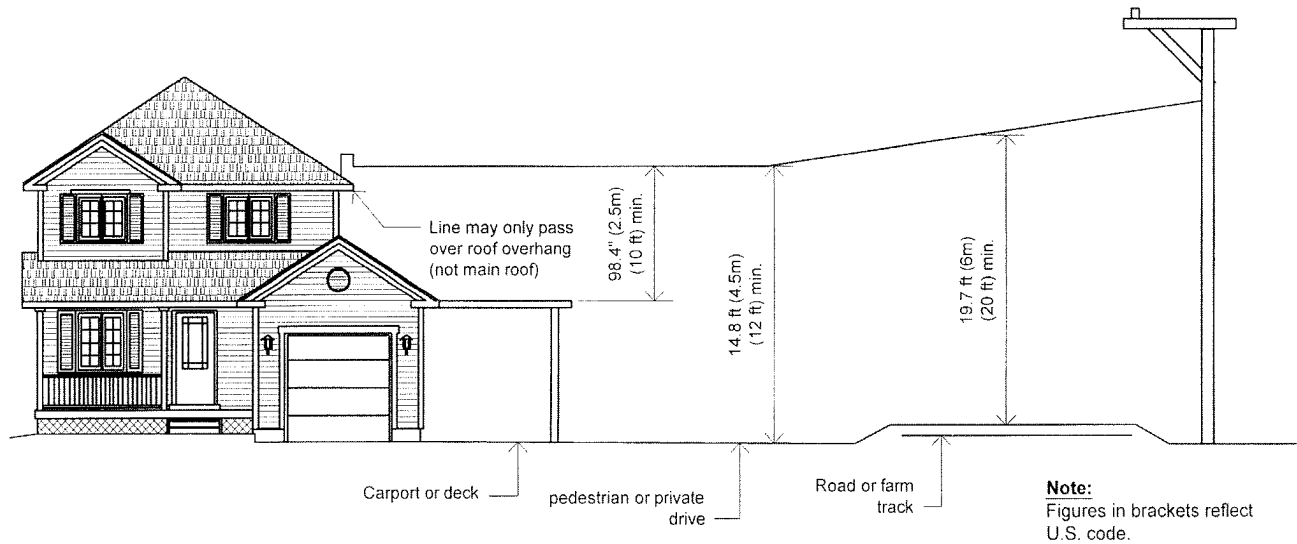 Line may only pass
over roof overhang
(not main roof)
98.4" (2.5m)
(10 ft) min.
14.8 ft (4.5m)
(12 ft) min.
19.7 ft (6m)
(20 ft) min.
Carport or deck
pedestrian or private
drive
Road or farm
track
Note:
Figures in brackets reflect
U.S. code.